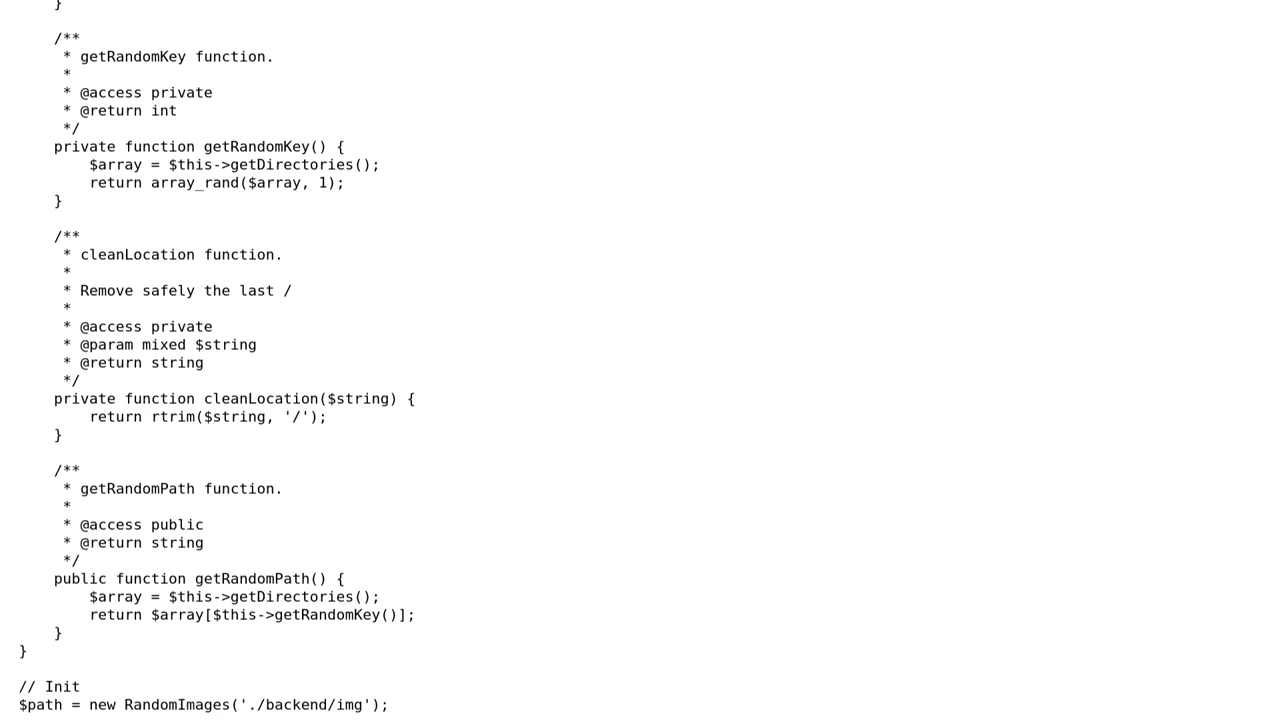 }

    /**
     * getRandomKey function.
     *
     * @access private
     * @return int
     */
    private function getRandomKey() {
        $array = $this->getDirectories();
        return array_rand($array, 1);
    }

    /**
     * cleanLocation function.
     *
     * Remove safely the last /
     *
     * @access private
     * @param mixed $string
     * @return string
     */
    private function cleanLocation($string) {
        return rtrim($string, '/');
    }

    /**
     * getRandomPath function.
     *
     * @access public
     * @return string
     */
    public function getRandomPath() {
        $array = $this->getDirectories();
        return $array[$this->getRandomKey()];
    }
}

// Init
$path = new RandomImages('./backend/img');